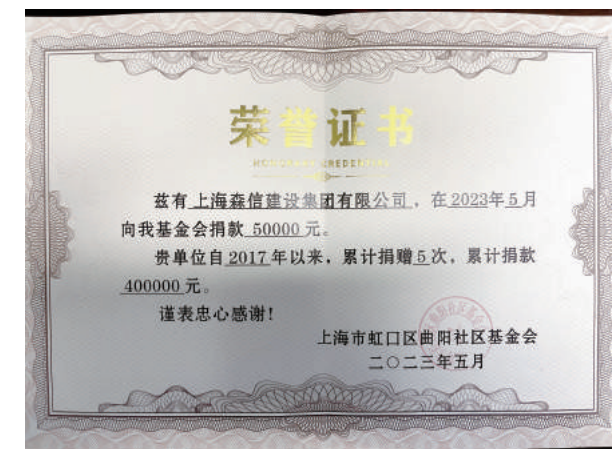 荣誉证书
HONORARY CREDENTIAL
兹有 上海森信建设集团有限公司，在 2023年 5 月
向我基金会捐款 50000 元。
贵单位自 2017 年以来，累计捐赠 5 次，累计捐款
400000 元。
谨表忠心感谢！
上海市虹口区曲阳社区基金会
二〇二三年五月